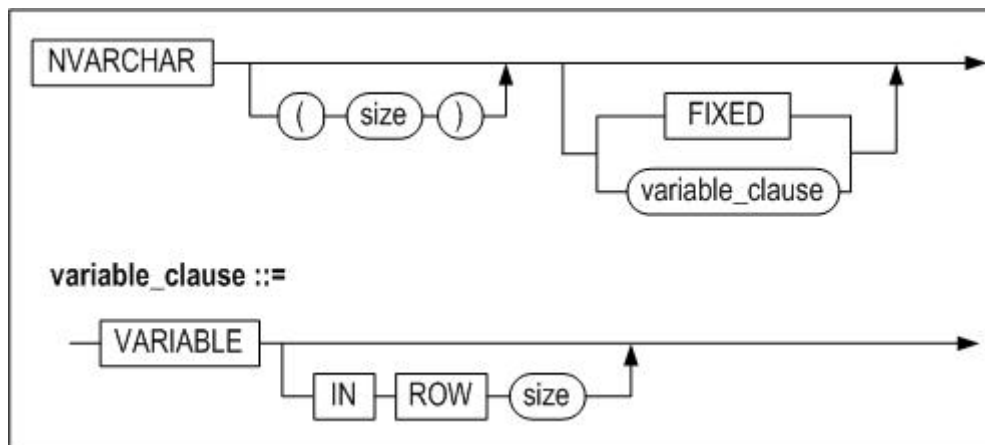 NVARCHAR
( size )
FIXED
variable_clause
variable_clause ::=
VARIABLE
IN ROW size